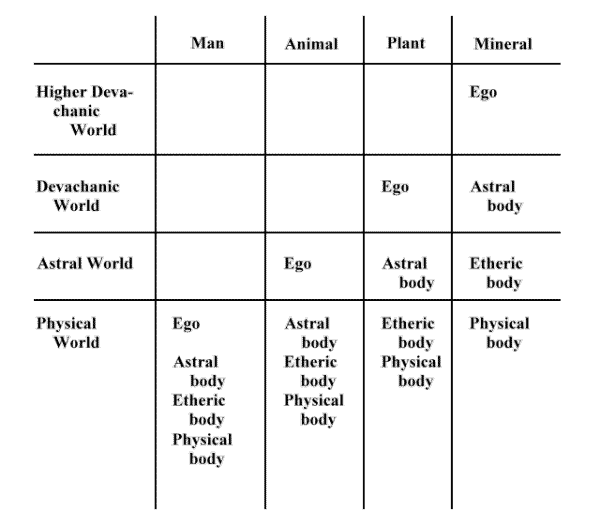 Man Animal Plant Mineral
Higher Deva-
chanic
World
Ego
Devachanic
World
Ego
Astral
body
Astral World
Ego
Astral
body
Etheric
body
Physical
World
Ego
Astral
body
Etheric
body
Physical
body
Astral
body
Etheric
body
Physical
body
Etheric
body
Physical
body
Physical
body